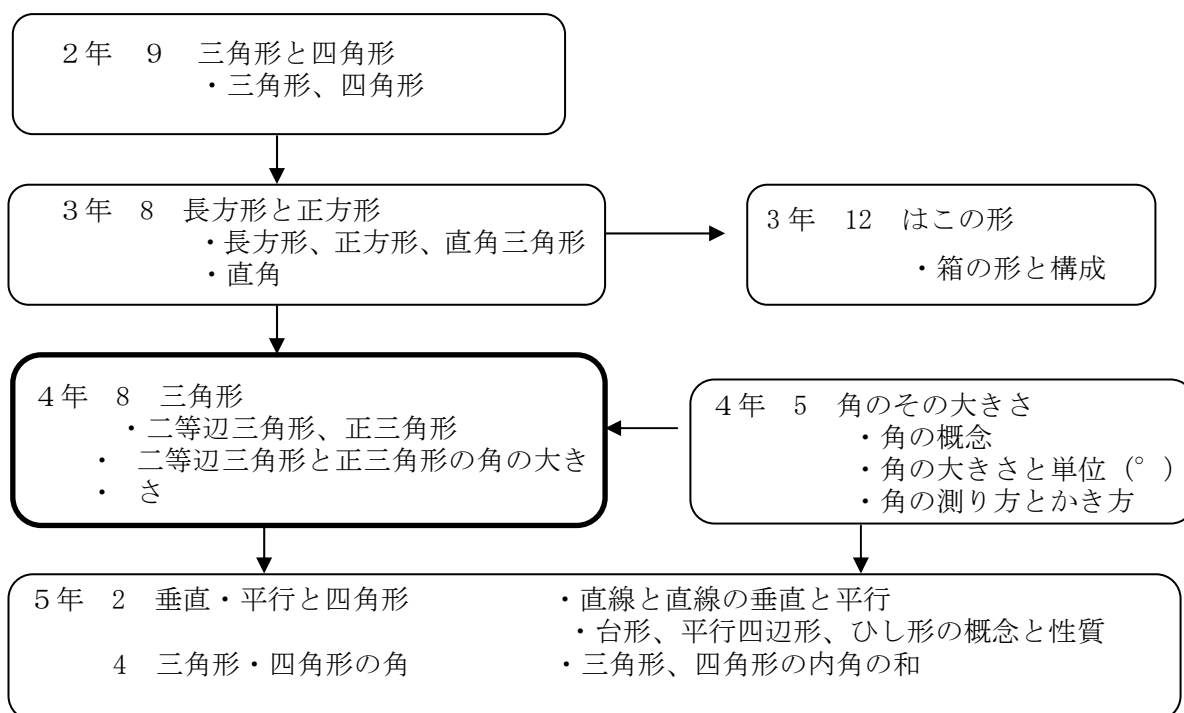 2年 9 三角形と四角形
・三角形、四角形
3年 8 長方形と正方形
・長方形、正方形、直角三角形
・直角
3年 12 はこの形
・箱の形と構成
4年 8 三角形
・二等辺三角形、正三角形
・ 二等辺三角形と正三角形の角の大き
・ さ
4年 5 角のその大きさ
・角の概念
・角の大きさと単位(°)
・角の測り方とかき方
5年 2 垂直・平行と四角形 ・直線と直線の垂直と平行
・台形、平行四辺形、ひし形の概念と性質
4 三角形・四角形の角 ・三角形、四角形の内角の和